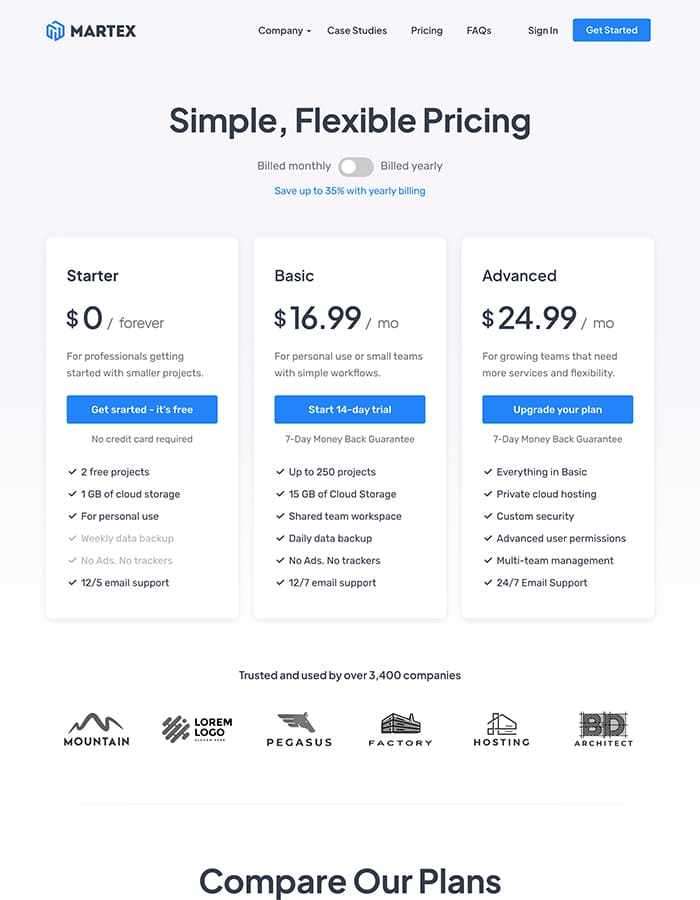 MARTEX
Company
Case Studies
Pricing
FAQs
Sign In
Get Started
Simple, Flexible Pricing
Billed monthly
Billed yearly
Save up to 35% with yearly billing
Starter
$0 / forever
For professionals getting
started with smaller projects.
Get srarted - it's free
No credit card required
2 free projects
1 GB of cloud storage
For personal use
Weekly data backup
No Ads. No trackers
12/5 email support
Basic
$16.99 / mo
For personal use or small teams
with simple workflows.
Start 14-day trial
7-Day Money Back Guarantee
Up to 250 projects
15 GB of Cloud Storage
Shared team workspace
Daily data backup
No Ads. No trackers
12/7 email support
Advanced
$24.99 / mo
For growing teams that need
more services and flexibility.
Upgrade your plan
7-Day Money Back Guarantee
Everything in Basic
Private cloud hosting
Custom security
Advanced user permissions
Multi-team management
24/7 Email Support
Trusted and used by over 3,400 companies
MOUNTAIN
LOREM
LOGO
SLOGAN HERE
PEGASUS
FACTORY
HOSTING
BD
ARCHITECT
Compare Our Plans